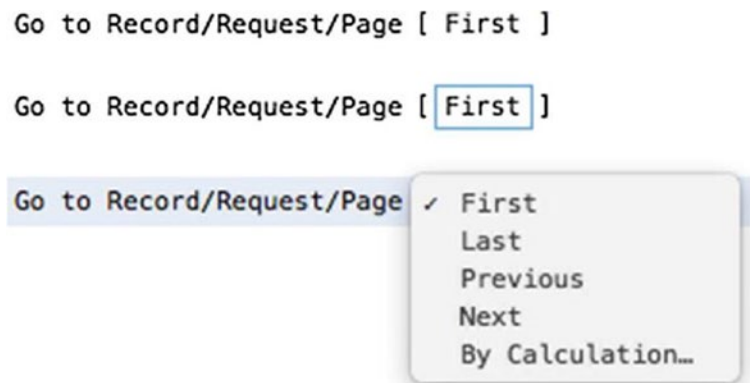 Go to Record/Request/Page [ First ]
Go to Record/Request/Page [ First ]
Go to Record/Request/Page ✓ First
Last
Previous
Next
By Calculation…